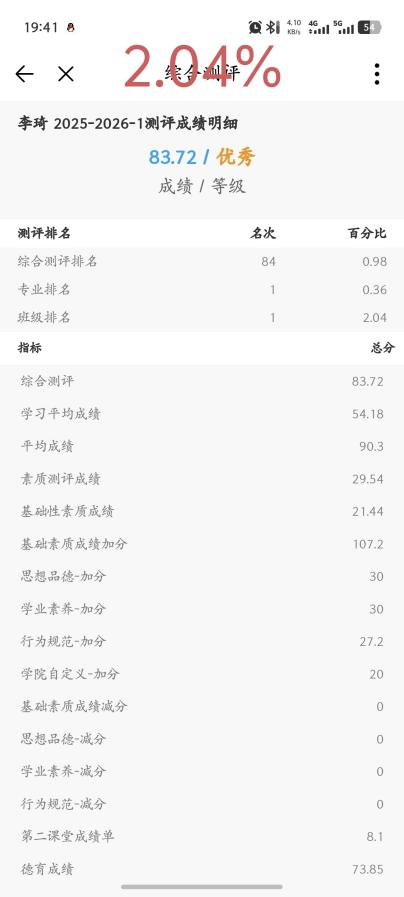 19:41 4.10 KB/s 4G 5G 54
2.04%
综合测评
李琦 2025-2026-1测评成绩明细
83.72 / 优秀
成绩 / 等级
测评排名 名次 百分比
综合测评排名 84 0.98
专业排名 1 0.36
班级排名 1 2.04
指标 总分
综合测评 83.72
学习平均成绩 54.18
平均成绩 90.3
素质测评成绩 29.54
基础性素质成绩 21.44
基础素质成绩加分 107.2
思想品德-加分 30
学业素养-加分 30
行为规范-加分 27.2
学院自定义-加分 20
基础素质成绩减分 0
思想品德-减分 0
学业素养-减分 0
行为规范-减分 0
第二课堂成绩单 8.1
德育成绩 73.85